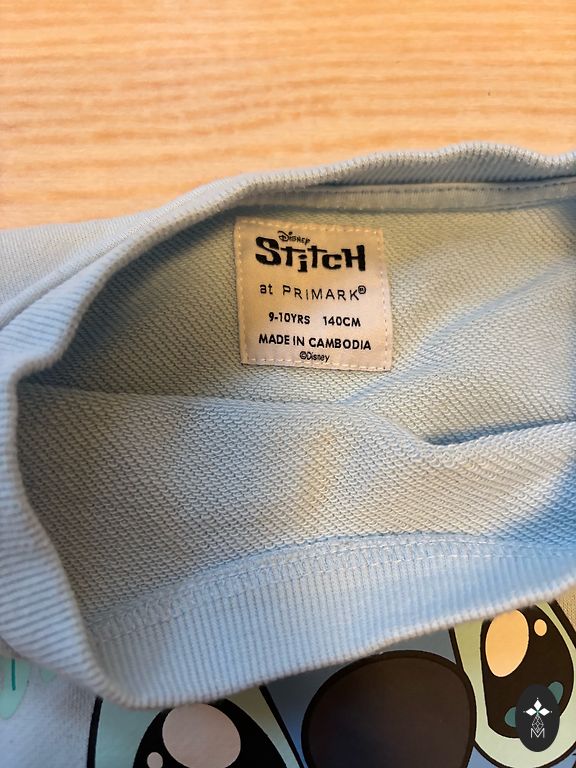 Disney
StitcH
at PRIMARK®
9-10YRS 140CM
MADE IN CAMBODIA
©Disney
M